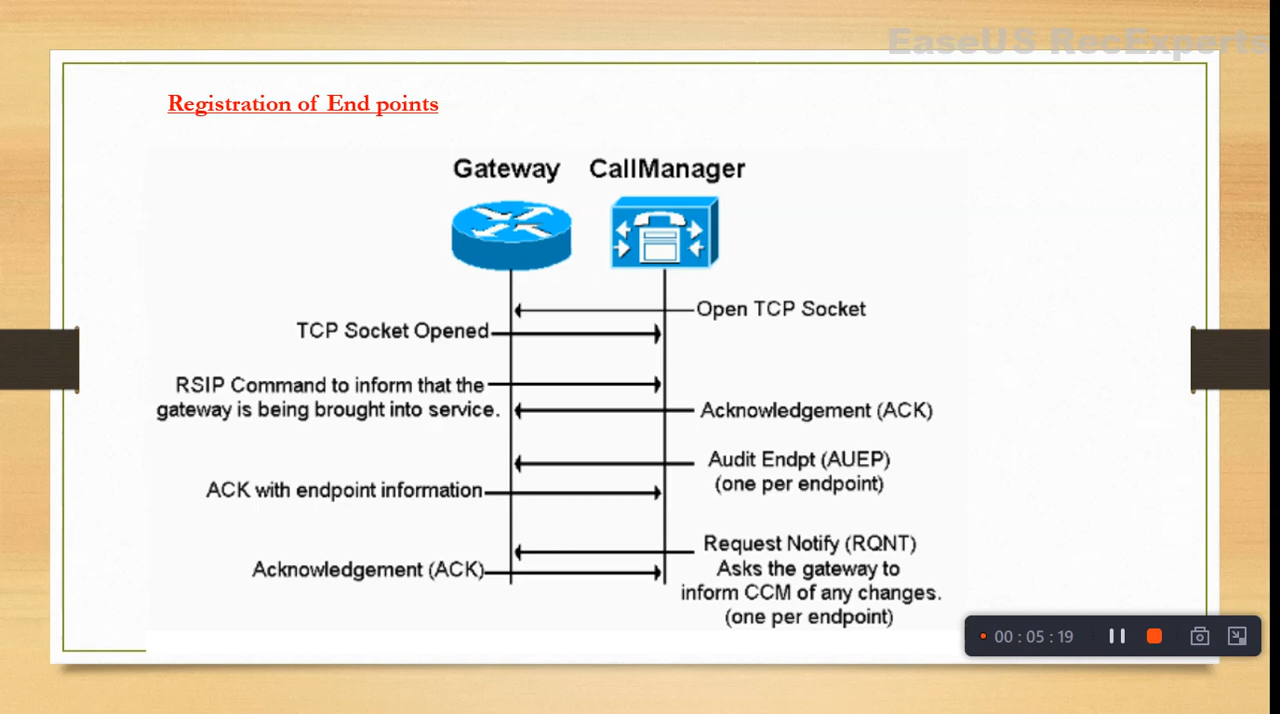 EaseUS RecExperts
Registration of End points
Gateway CallManager
Open TCP Socket
TCP Socket Opened
RSIP Command to inform that the
gateway is being brought into service.
Acknowledgement (ACK)
Audit Endpt (AUEP)
(one per endpoint)
ACK with endpoint information
Request Notify (RQNT)
Asks the gateway to
inform CCM of any changes.
(one per endpoint)
Acknowledgement (ACK)
00:05:19